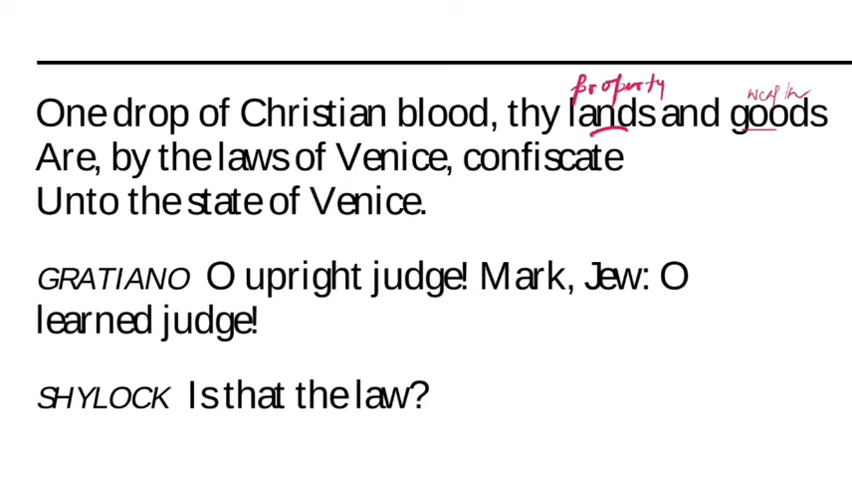 property wealth
One drop of Christian blood, thy lands and goods
Are, by the laws of Venice, confiscate
Unto the state of Venice.
GRATIANO O upright judge! Mark, Jew: O
learned judge!
SHYLOCK Is that the law?